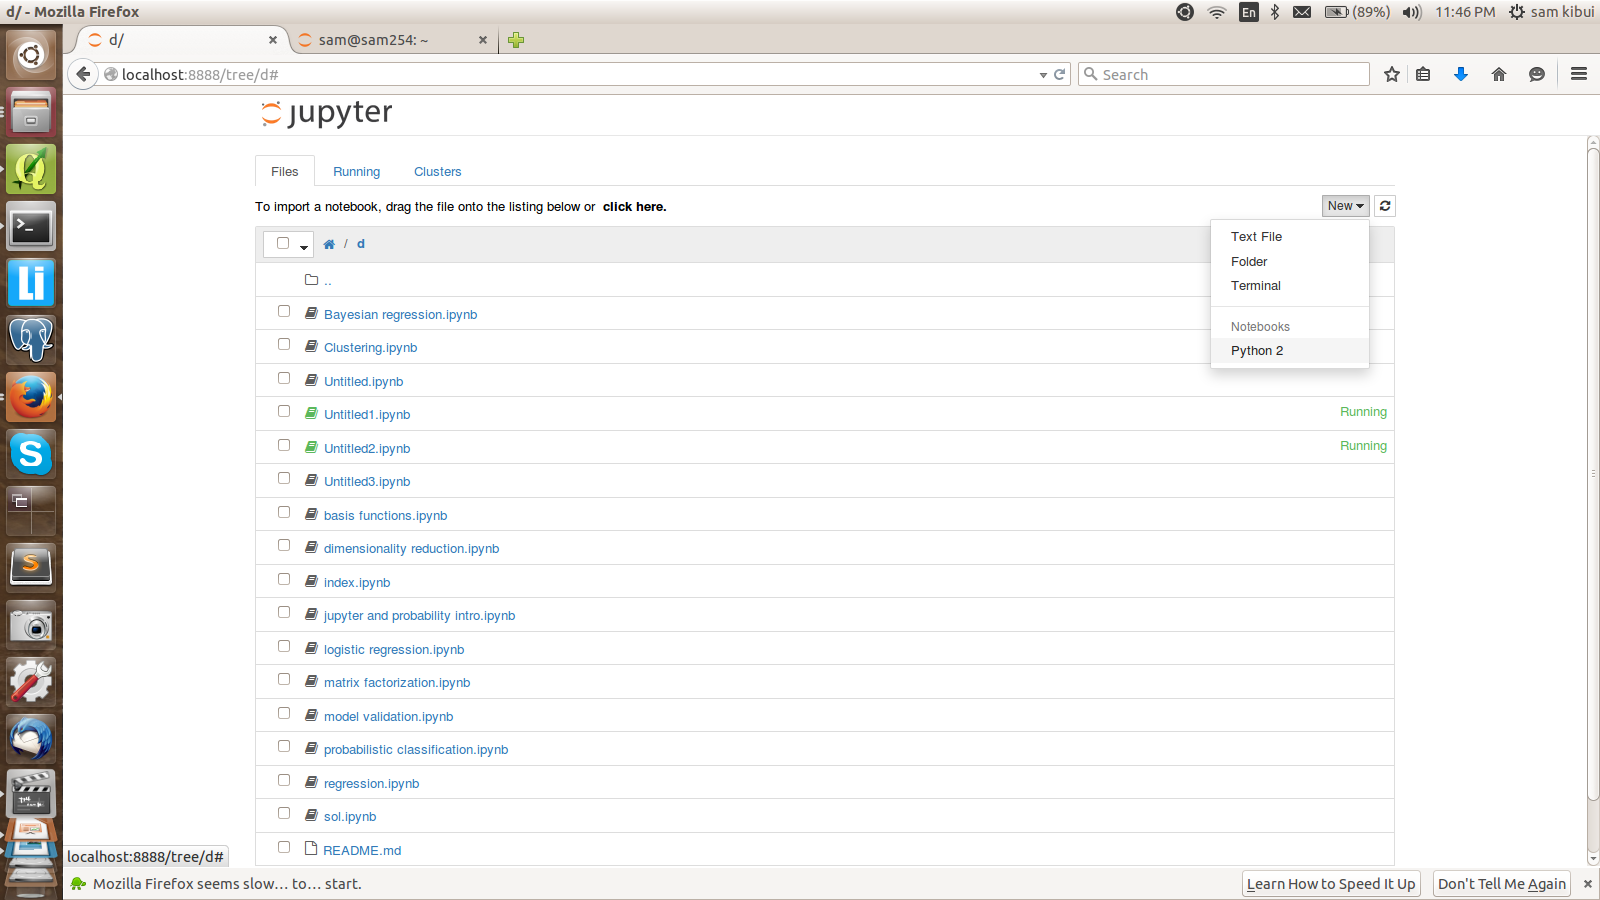 d/ - Mozilla Firefox
En
(89%)
11:46 PM
sam kibui
d/
sam@sam254: ~
localhost:8888/tree/d#
Search
jupyter
Files
Running
Clusters
To import a notebook, drag the file onto the listing below or click here.
New
/ d
Text File
Folder
Terminal
Notebooks
Python 2
..
Bayesian regression.ipynb
Clustering.ipynb
Untitled.ipynb
Untitled1.ipynb
Running
Untitled2.ipynb
Running
Untitled3.ipynb
basis functions.ipynb
dimensionality reduction.ipynb
index.ipynb
jupyter and probability intro.ipynb
logistic regression.ipynb
matrix factorization.ipynb
model validation.ipynb
probabilistic classification.ipynb
regression.ipynb
sol.ipynb
README.md
localhost:8888/tree/d#
Mozilla Firefox seems slow... to... start.
Learn How to Speed It Up
Don't Tell Me Again